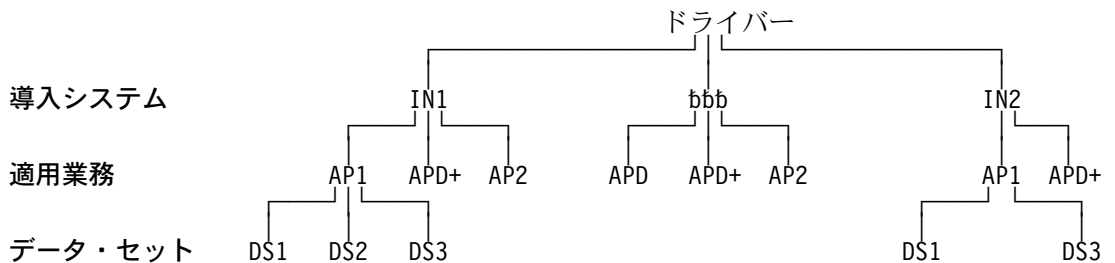 ドライバー
導入システム IN1 ƀƀƀ IN2
適用業務 AP1 APD+ AP2 APD APD+ AP2 AP1 APD+
データ・セット DS1 DS2 DS3 DS1 DS3